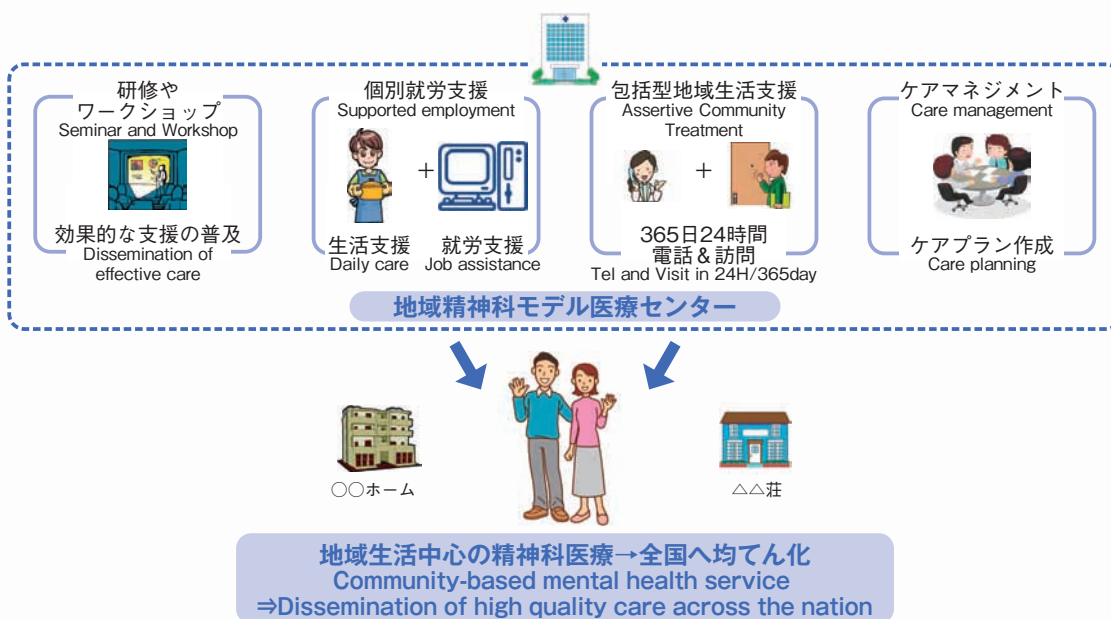 研修や
ワークショップ
Seminar and Workshop
効果的な支援の普及
Dissemination of
effective care
個別就労支援
Supported employment
+
生活支援
Daily care
就労支援
Job assistance
包括型地域生活支援
Assertive Community
Treatment
+
365日24時間
電話&訪問
Tel and Visit in 24H/365day
ケアマネジメント
Care management
ケアプラン作成
Care planning
地域精神科モデル医療センター
○○ホーム
△△荘
地域生活中心の精神科医療→全国へ均てん化
Community-based mental health service
⇒Dissemination of high quality care across the nation